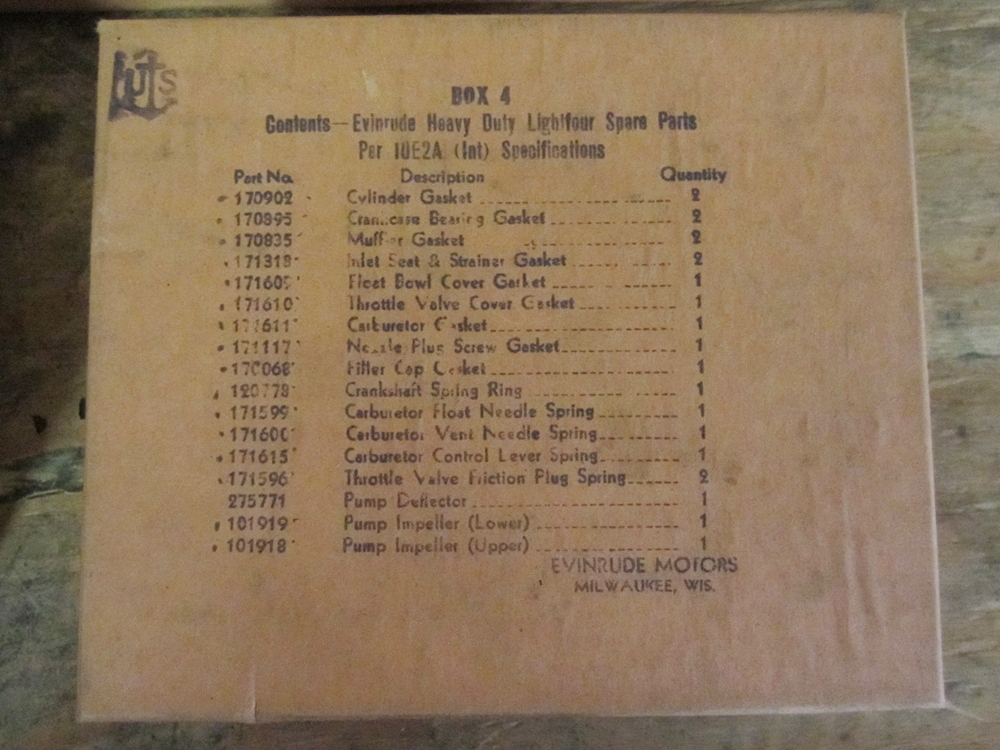 UTS
BOX 4
Contents—Evinrude Heavy Duty Lightfour Spare Parts
Per 10E2A (Int) Specifications
Part No. Description Quantity
170902 Cylinder Gasket 2
170895 Crankcase Bearing Gasket 2
170835 Muffler Gasket 2
171318 Inlet Seat & Strainer Gasket 2
Float Bowl Cover Gasket 1
171610 Throttle Valve Cover Gasket 1
171611 Carburetor Gasket 1
171117 Needle Plug Screw Gasket 1
170068 Filler Cap Gasket 1
Crankshaft Spring Ring 1
171599 Carburetor Float Needle Spring 1
171600 Carburetor Vent Needle Spring 1
171615 Carburetor Control Lever Spring 1
171596 Throttle Valve Friction Plug Spring 2
275771 Pump Deflector 1
101919 Pump Impeller (Lower) 1
101918 Pump Impeller (Upper) 1
EVINRUDE MOTORS
MILWAUKEE, WIS.